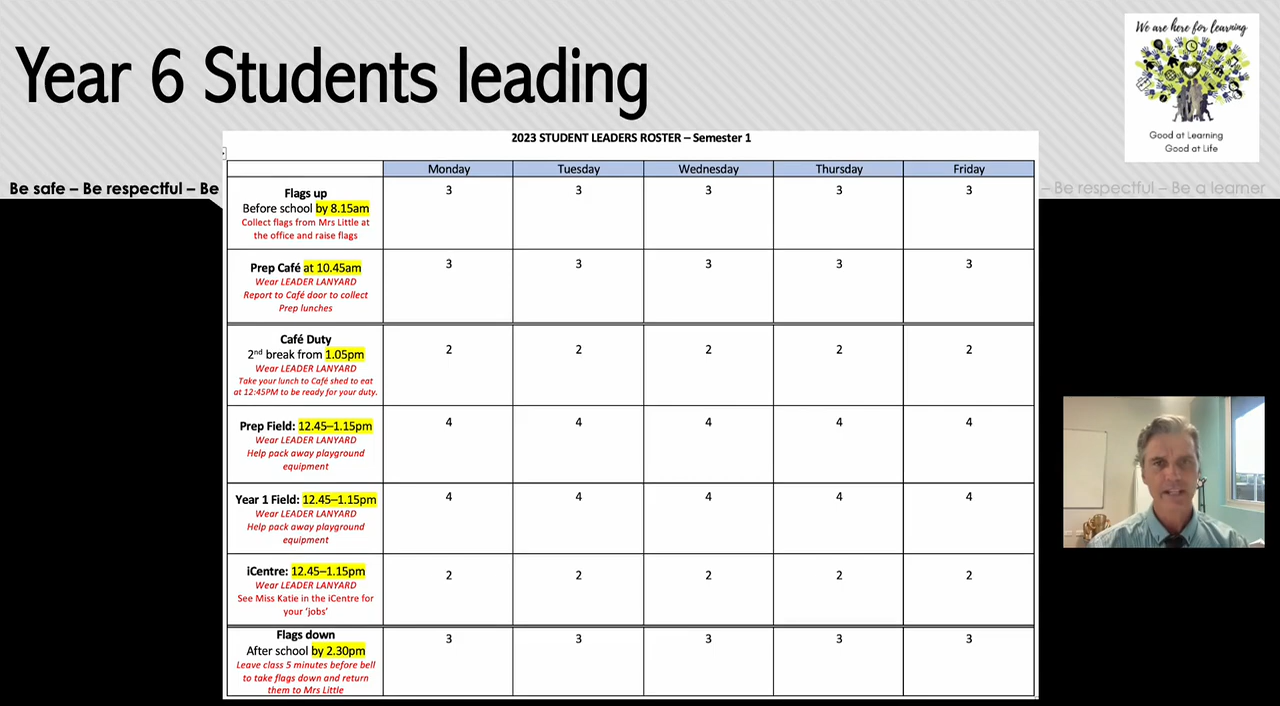 Year 6 Students leading
We are here for learning
Good at Learning
Good at Life
Be safe – Be respectful – Be
– Be respectful – Be a learner
2023 STUDENT LEADERS ROSTER – Semester 1
Monday Tuesday Wednesday Thursday Friday
Flags up
Before school by 8.15am
Collect flags from Mrs Little at
the office and raise flags
3 3 3 3 3
Prep Café at 10.45am
Wear LEADER LANYARD
Report to Café door to collect
Prep lunches
3 3 3 3 3
Café Duty
2nd break from 1.05pm
Wear LEADER LANYARD
Take your lunch to Café shed to eat
at 12:45PM to be ready for your duty.
2 2 2 2 2
Prep Field: 12.45–1.15pm
Wear LEADER LANYARD
Help pack away playground
equipment
4 4 4 4 4
Year 1 Field: 12.45–1.15pm
Wear LEADER LANYARD
Help pack away playground
equipment
4 4 4 4 4
iCentre: 12.45–1.15pm
Wear LEADER LANYARD
See Miss Katie in the iCentre for
your ‘jobs’
2 2 2 2 2
Flags down
After school by 2.30pm
Leave class 5 minutes before bell
to take flags down and return
them to Mrs Little
3 3 3 3 3